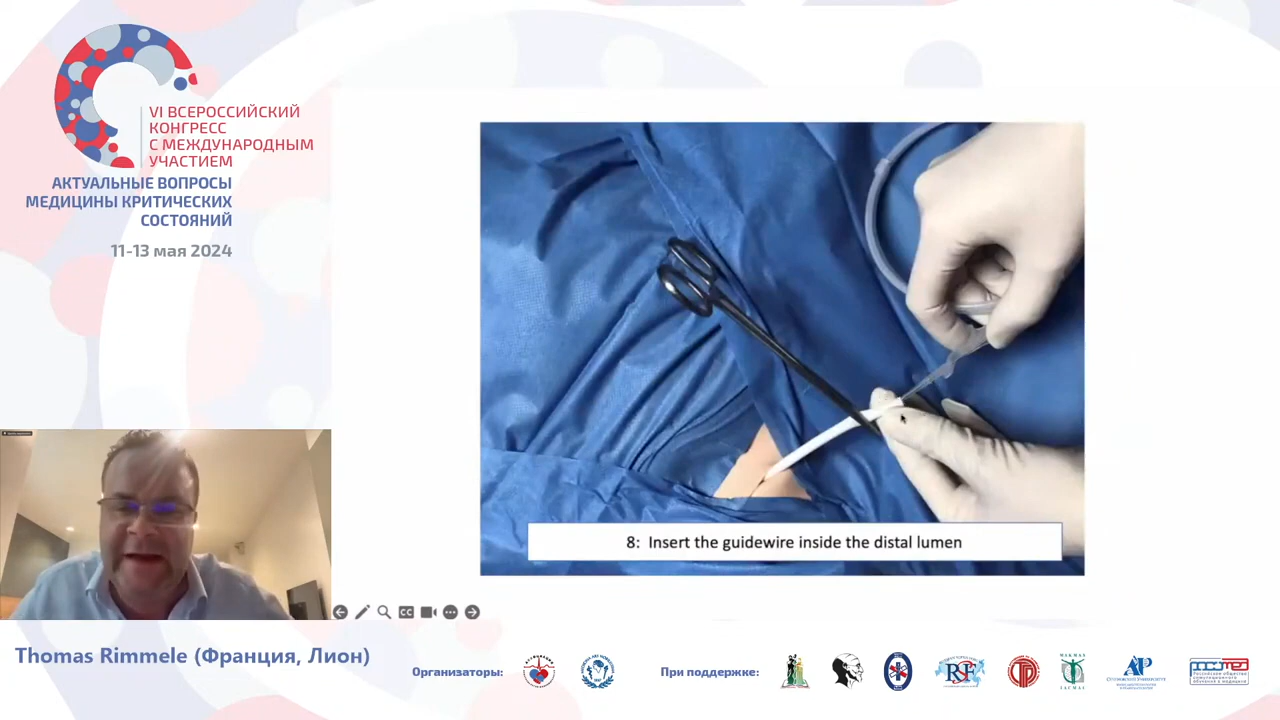 VI ВСЕРОССИЙСКИЙ
КОНГРЕСС
С МЕЖДУНАРОДНЫМ
УЧАСТИЕМ
АКТУАЛЬНЫЕ ВОПРОСЫ
МЕДИЦИНЫ КРИТИЧЕСКИХ
СОСТОЯНИЙ
11-13 мая 2024
8: Insert the guidewire inside the distal lumen
CC
Thomas Rimmele (Франция, Лион)
Организаторы:
При поддержке: